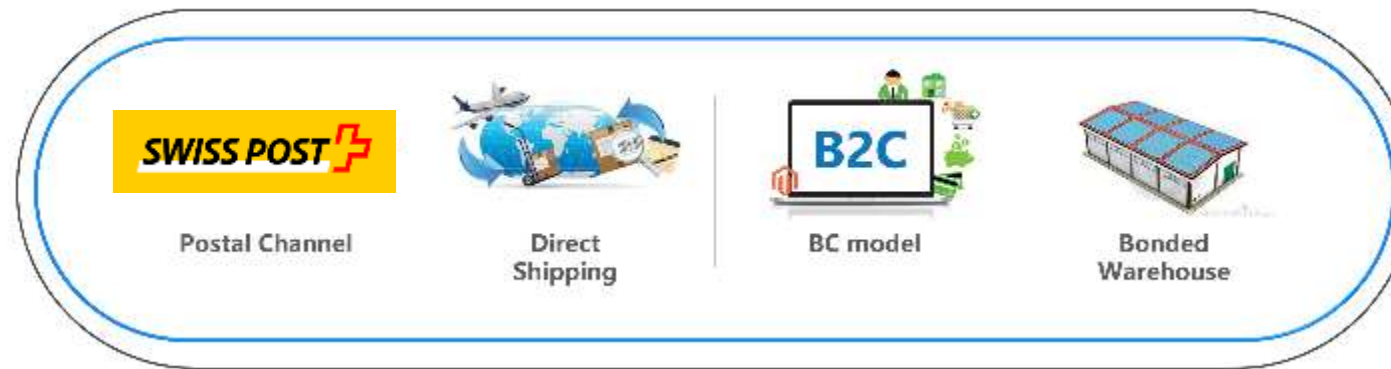 SWISS POST
B2C
Postal Channel
Direct
Shipping
BC model
Bonded
Warehouse